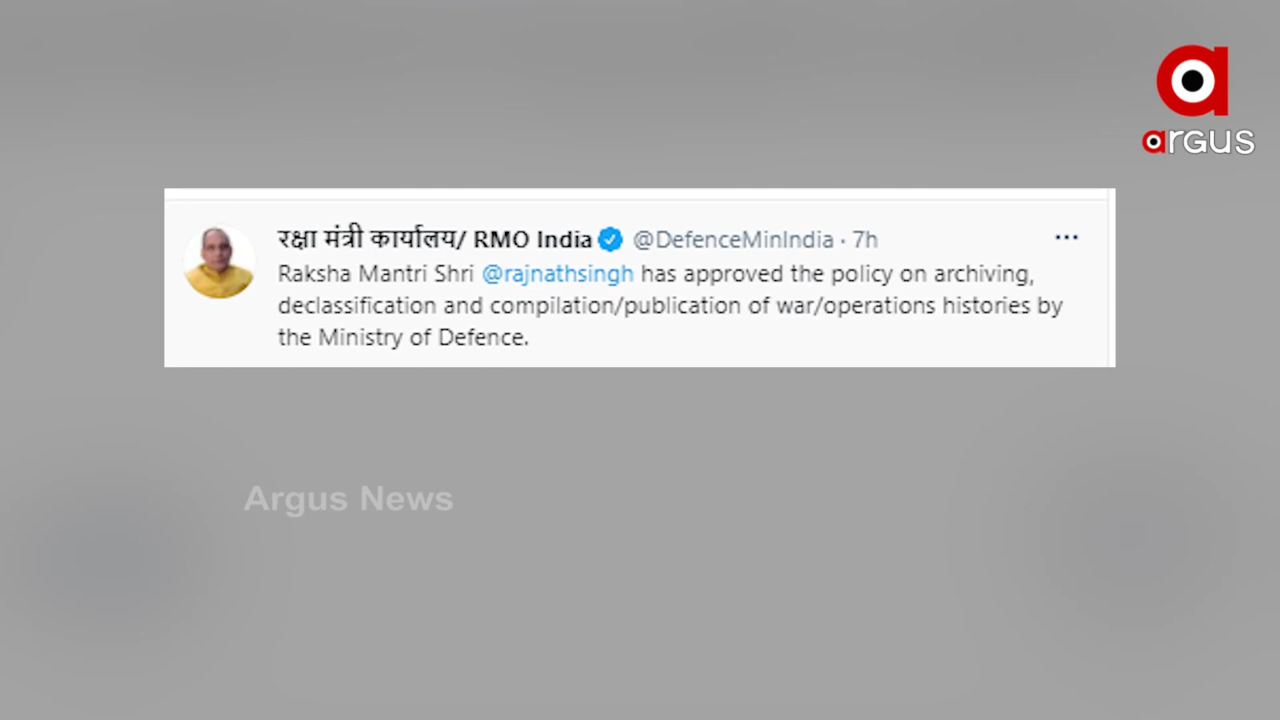 argus
रक्षा मंत्री कार्यालय/ RMO India @DefenceMinIndia · 7h
Raksha Mantri Shri @rajnathsingh has approved the policy on archiving,
declassification and compilation/publication of war/operations histories by
the Ministry of Defence.
Argus News